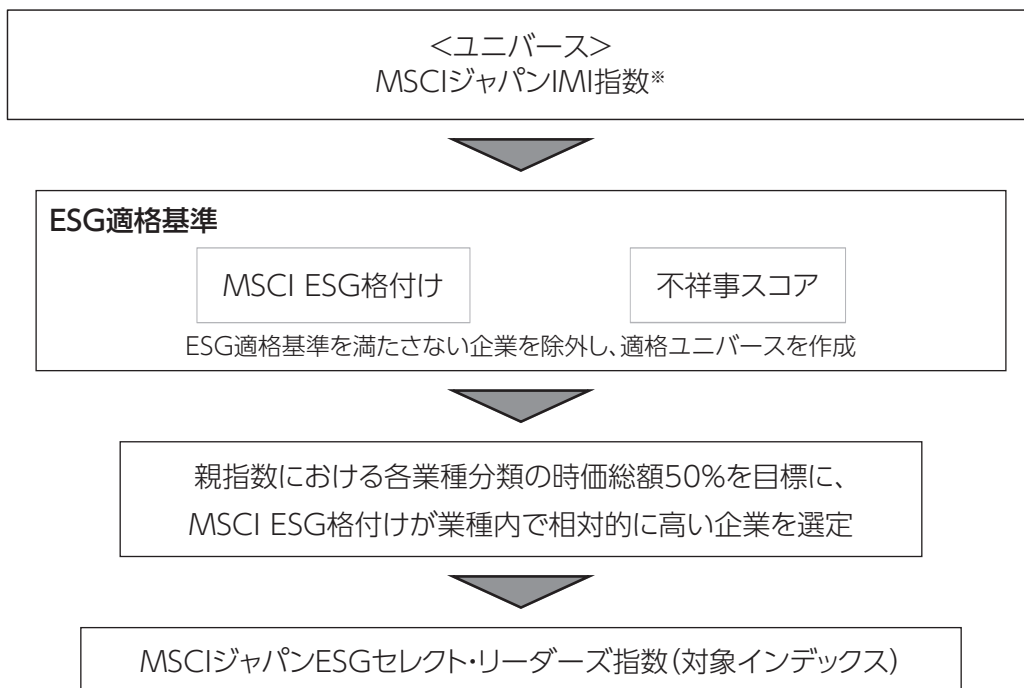 <ユニバース>
MSCIジャパンIMI指数※
ESG適格基準
MSCI ESG格付け
不祥事スコア
ESG適格基準を満たさない企業を除外し、適格ユニバースを作成
親指数における各業種分類の時価総額50%を目標に、
MSCI ESG格付けが業種内で相対的に高い企業を選定
MSCIジャパンESGセレクト・リーダーズ指数(対象インデックス)